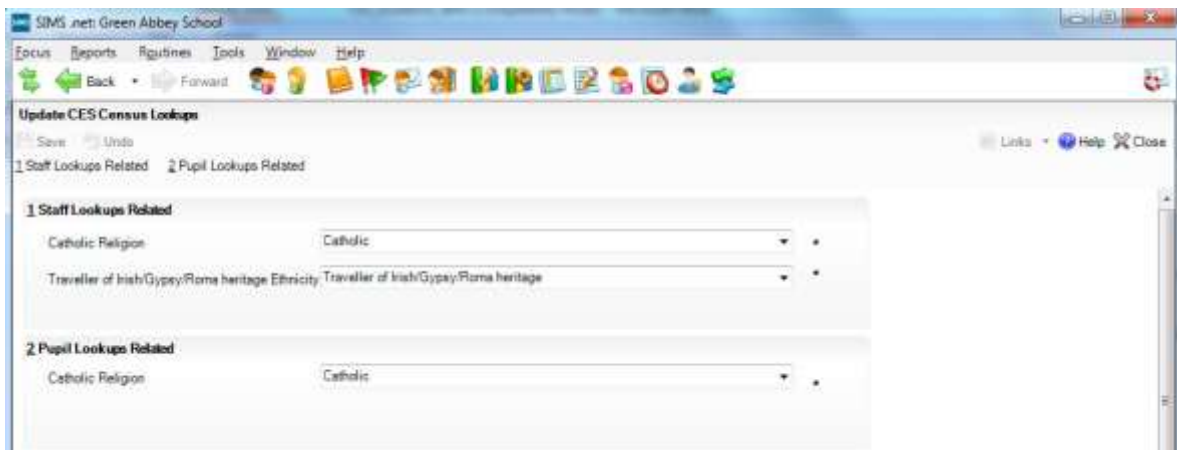 SIMS .net: Green Abbey School
Focus Reports Routines Tools Window Help
Back Forward
Update CES Census Lookups
Save Undo Links Help Close
1 Staff Lookups Related 2 Pupil Lookups Related
1 Staff Lookups Related
Catholic Religion Catholic
Traveller of Irish/Gypsy/Roma heritage Ethnicity Traveller of Irish/Gypsy/Roma heritage
2 Pupil Lookups Related
Catholic Religion Catholic